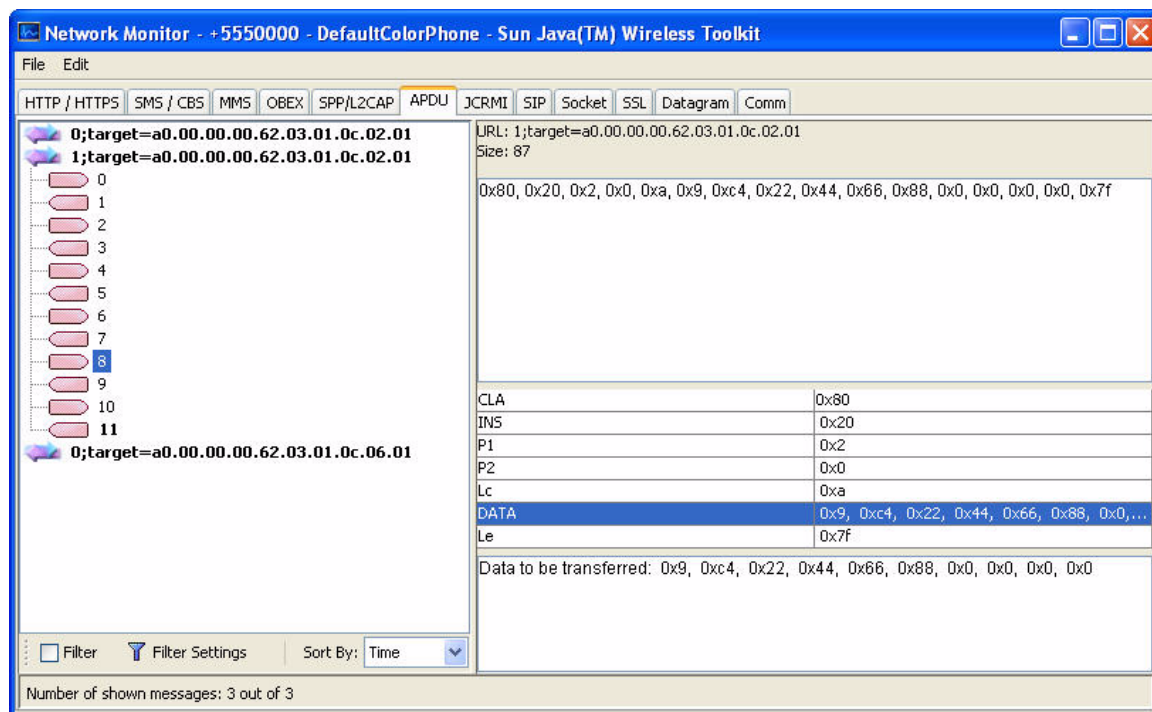 Network Monitor - +5550000 - DefaultColorPhone - Sun Java(TM) Wireless Toolkit
File Edit
HTTP / HTTPS SMS / CBS MMS OBEX SPP/L2CAP APDU JCRMI SIP Socket SSL Datagram Comm
0;target=a0.00.00.00.62.03.01.0c.02.01
1;target=a0.00.00.00.62.03.01.0c.02.01
0
1
2
3
4
5
6
7
8
9
10
11
0;target=a0.00.00.00.62.03.01.0c.06.01
Filter Filter Settings Sort By: Time
URL: 1;target=a0.00.00.00.62.03.01.0c.02.01
Size: 87
0x80, 0x20, 0x2, 0x0, 0xa, 0x9, 0xc4, 0x22, 0x44, 0x66, 0x88, 0x0, 0x0, 0x0, 0x0, 0x7f
CLA 0x80
INS 0x20
P1 0x2
P2 0x0
Lc 0xa
DATA 0x9, 0xc4, 0x22, 0x44, 0x66, 0x88, 0x0,...
Le 0x7f
Data to be transferred: 0x9, 0xc4, 0x22, 0x44, 0x66, 0x88, 0x0, 0x0, 0x0, 0x0
Number of shown messages: 3 out of 3